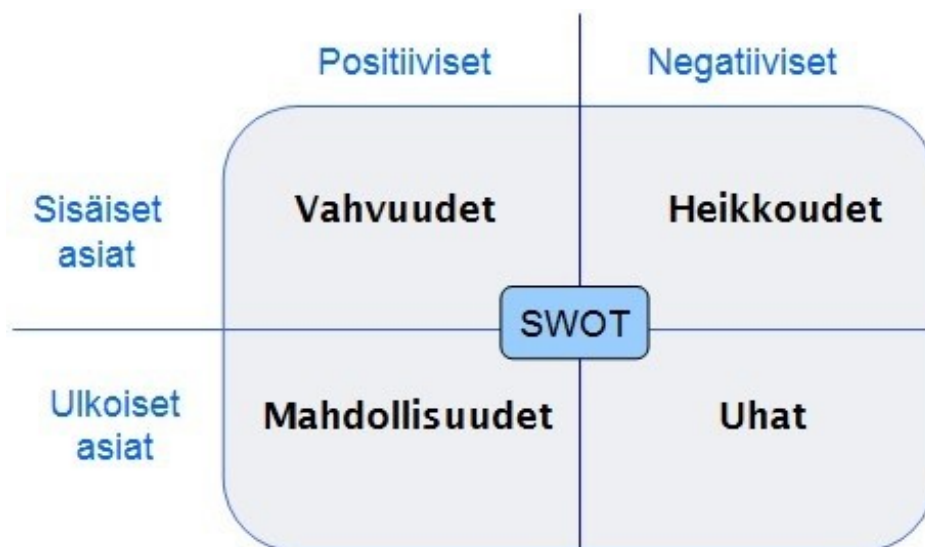 Positiiviset
Negatiiviset
Sisäiset
asiat
Vahvuudet
Heikkoudet
SWOT
Ulkoiset
asiat
Mahdollisuudet
Uhat